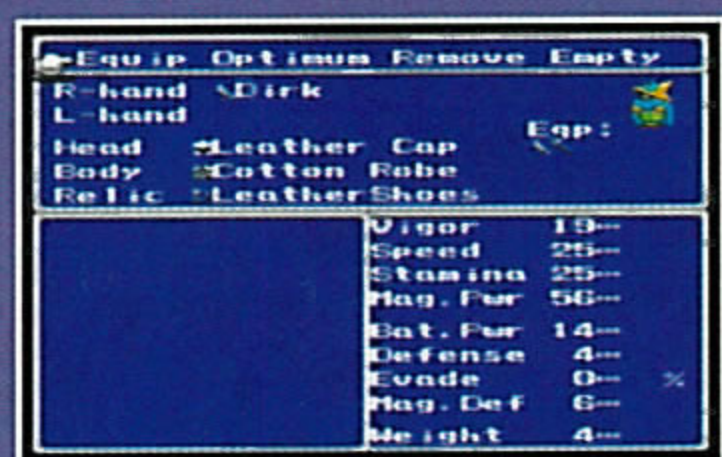 Equip Optimum Remove Empty
R-hand Dirk
L-hand
Eqp:
Head Leather Cap
Body Cotton Robe
Relic LeatherShoes
Vigor 19…
Speed 25…
Stamina 25…
Mag.Pwr 56…
Bat.Pwr 14…
Defense 4…
Evade 0… %
Mag.Def 6…
Weight 4…